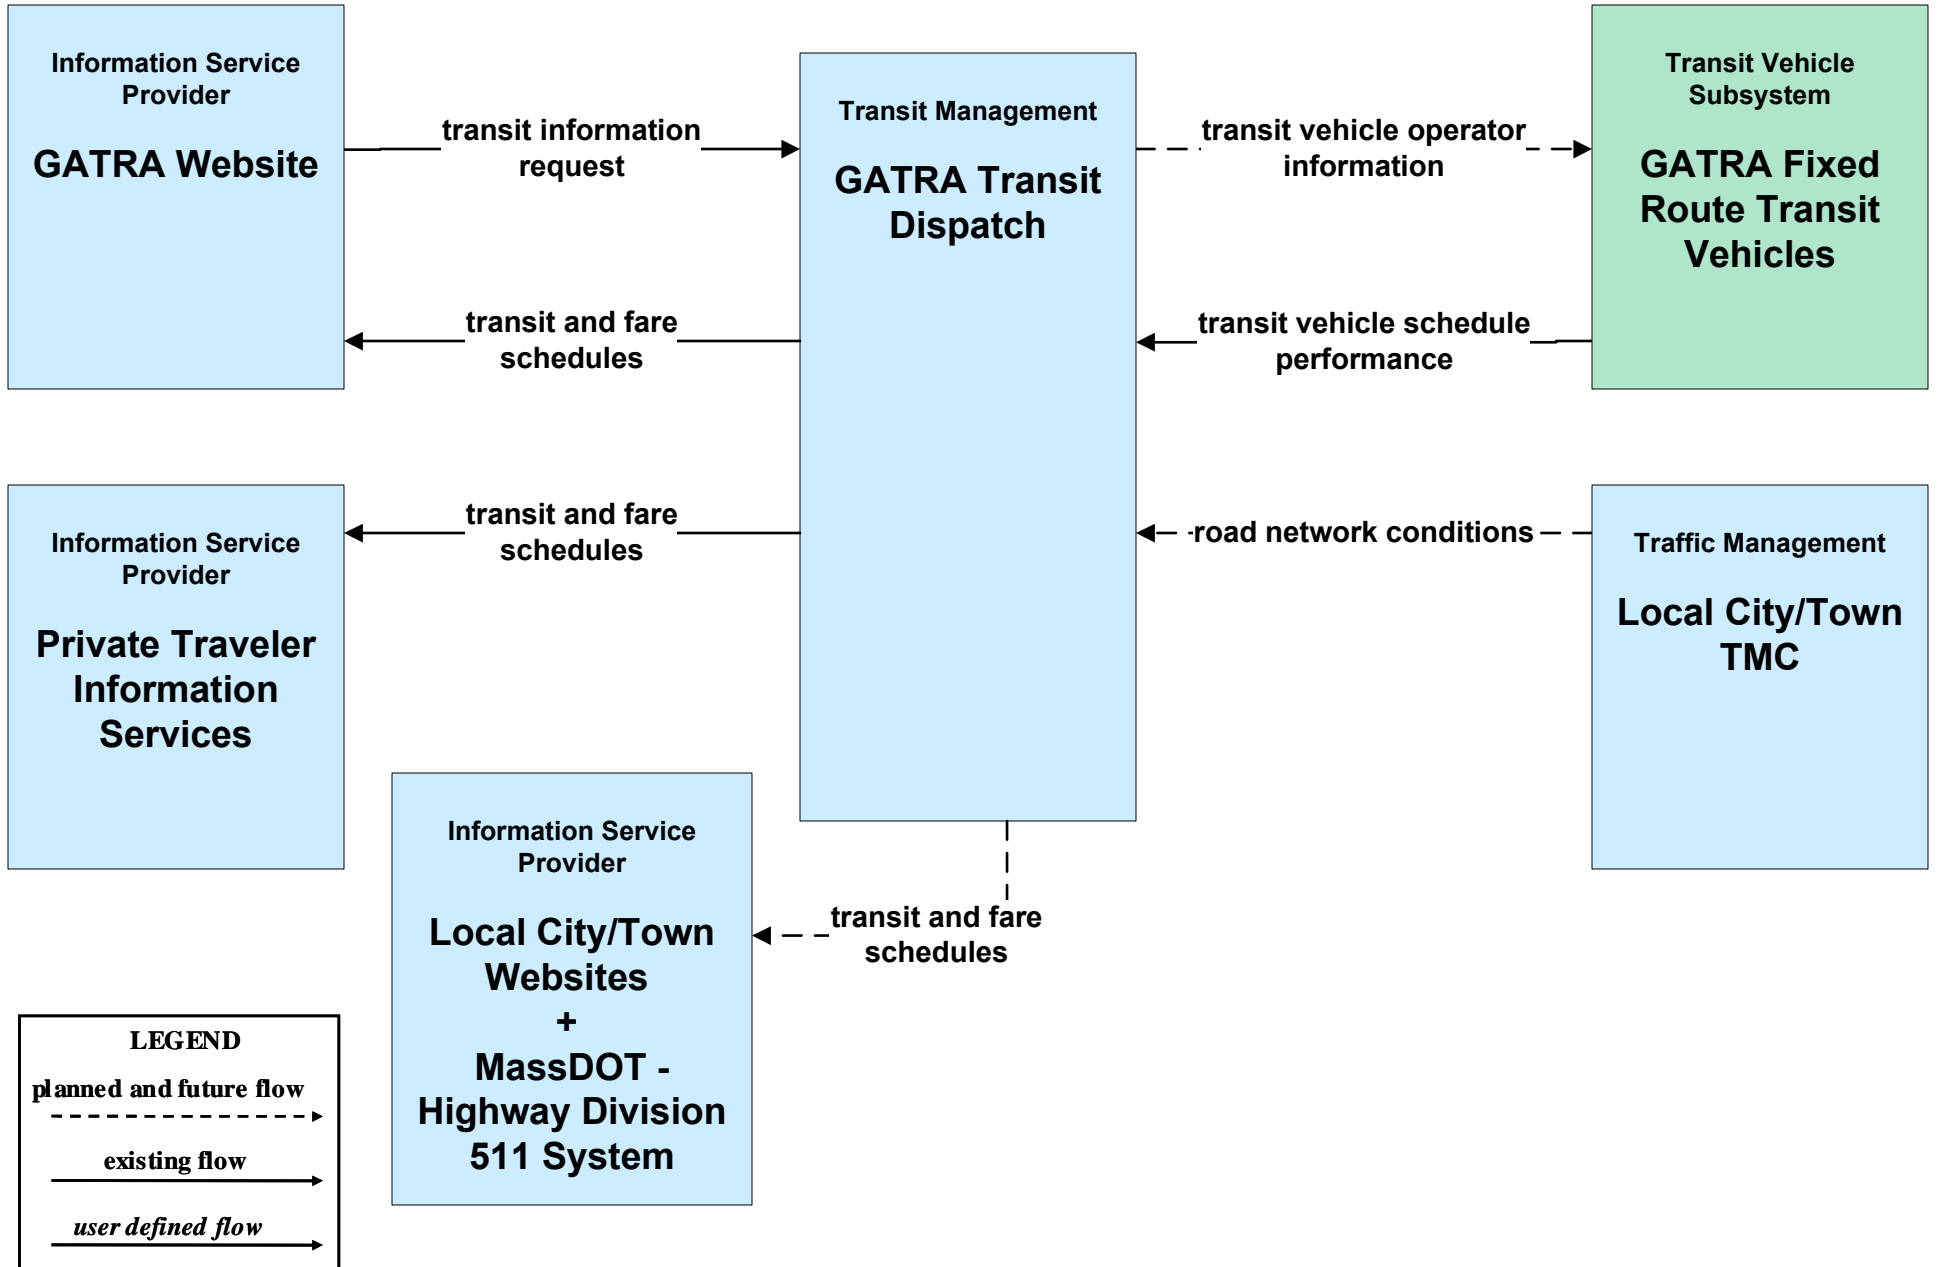 Information Service
Provider
GATRA Website
transit information
request
transit and fare
schedules
Transit Management
GATRA Transit
Dispatch
transit vehicle operator
information
transit vehicle schedule
performance
Transit Vehicle
Subsystem
GATRA Fixed
Route Transit
Vehicles
Information Service
Provider
Private Traveler
Information
Services
transit and fare
schedules
road network conditions
Traffic Management
Local City/Town
TMC
Information Service
Provider
Local City/Town
Websites
+
MassDOT -
Highway Division
511 System
transit and fare
schedules
LEGEND
planned and future flow
existing flow
user defined flow